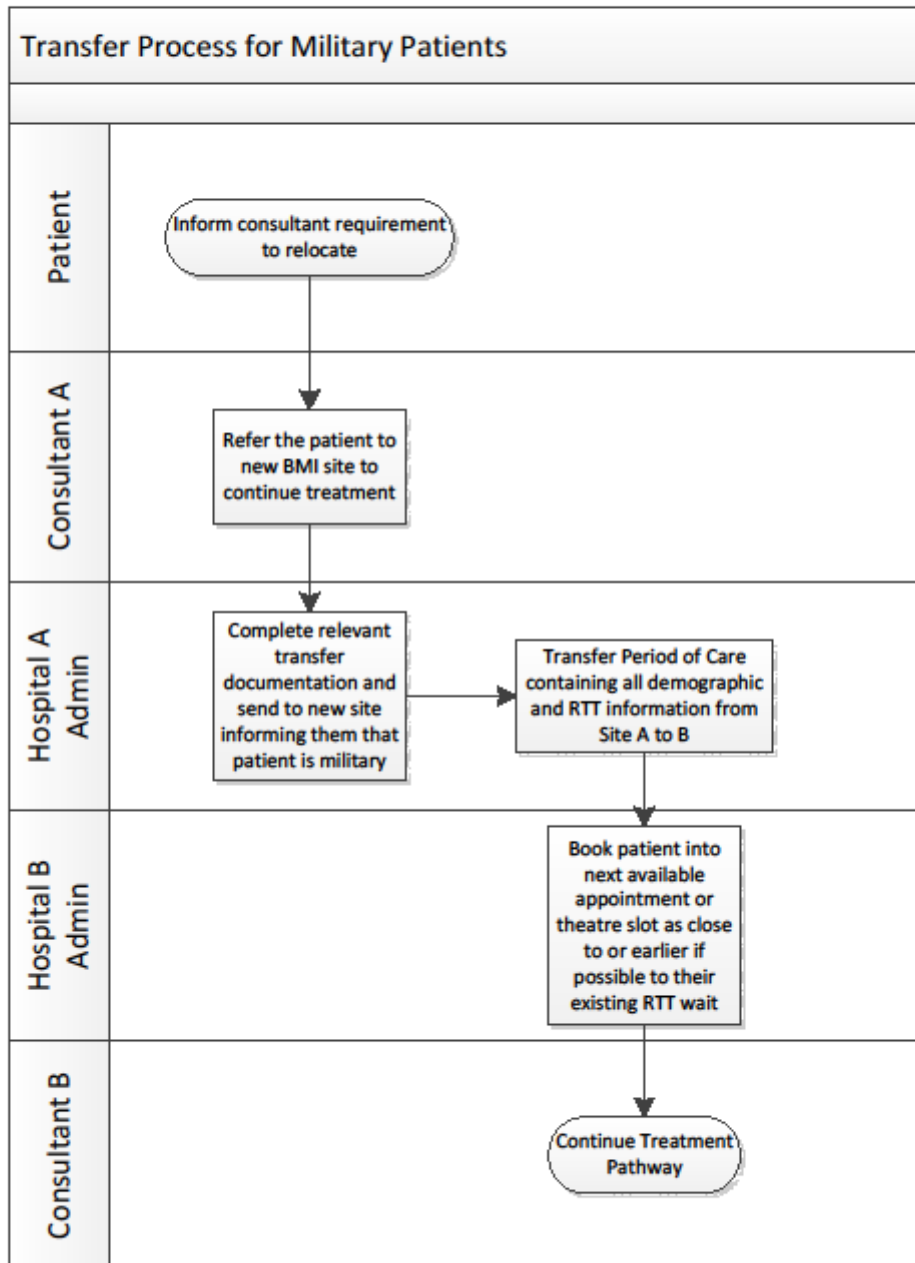 Transfer Process for Military Patients
Patient
Inform consultant requirement
to relocate
Consultant A
Refer the patient to
new BMI site to
continue treatment
Hospital A
Admin
Complete relevant
transfer
documentation and
send to new site
informing them that
patient is military
Transfer Period of Care
containing all demographic
and RTT information from
Site A to B
Hospital B
Admin
Book patient into
next available
appointment or
theatre slot as close
to or earlier if
possible to their
existing RTT wait
Consultant B
Continue Treatment
Pathway